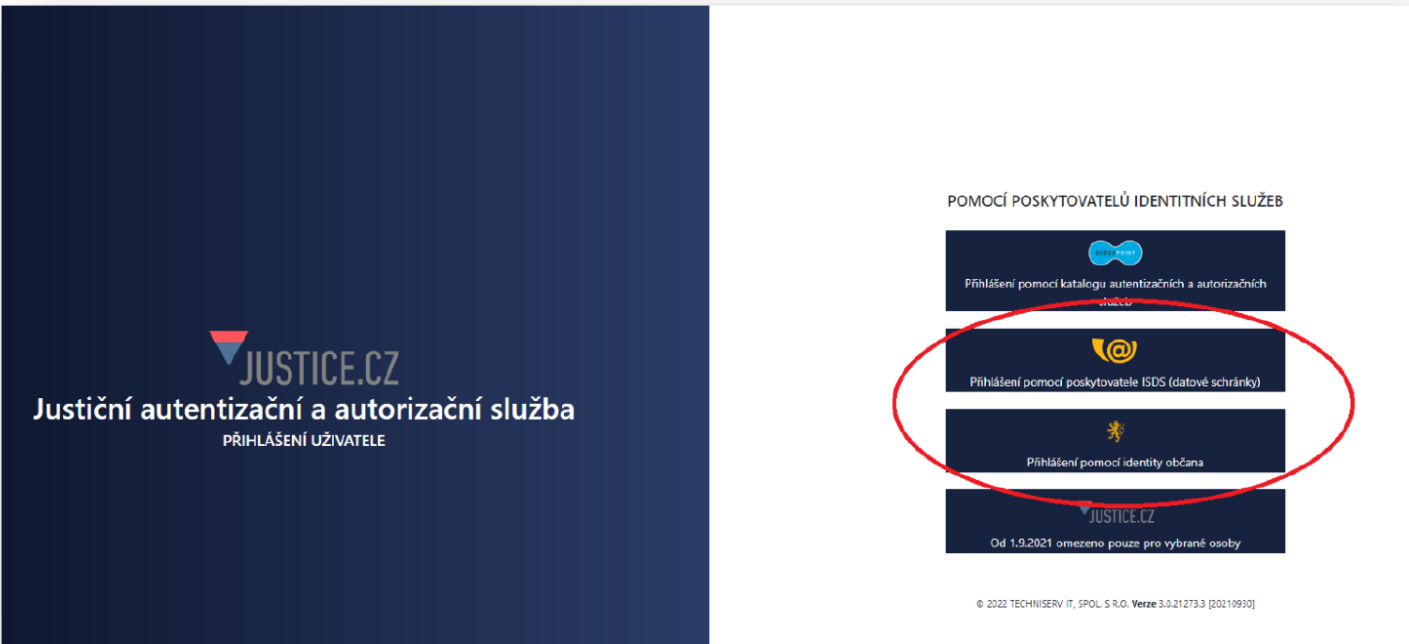 JUSTICE.CZ
Justiční autentizační a autorizační služba
PŘIHLÁŠENÍ UŽIVATELE
POMOCÍ POSKYTOVATELŮ IDENTITNÍCH SLUŽEB
CZECH POINT
Přihlášení pomocí katalogu autentizačních a autorizačních
služeb
Přihlášení pomocí poskytovatele ISDS (datové schránky)
Přihlášení pomocí identity občana
JUSTICE.CZ
Od 1.9.2021 omezeno pouze pro vybrané osoby
© 2022 TECHNISERV IT, SPOL. S R.O. Verze 3.0.21273.3 [20210930]